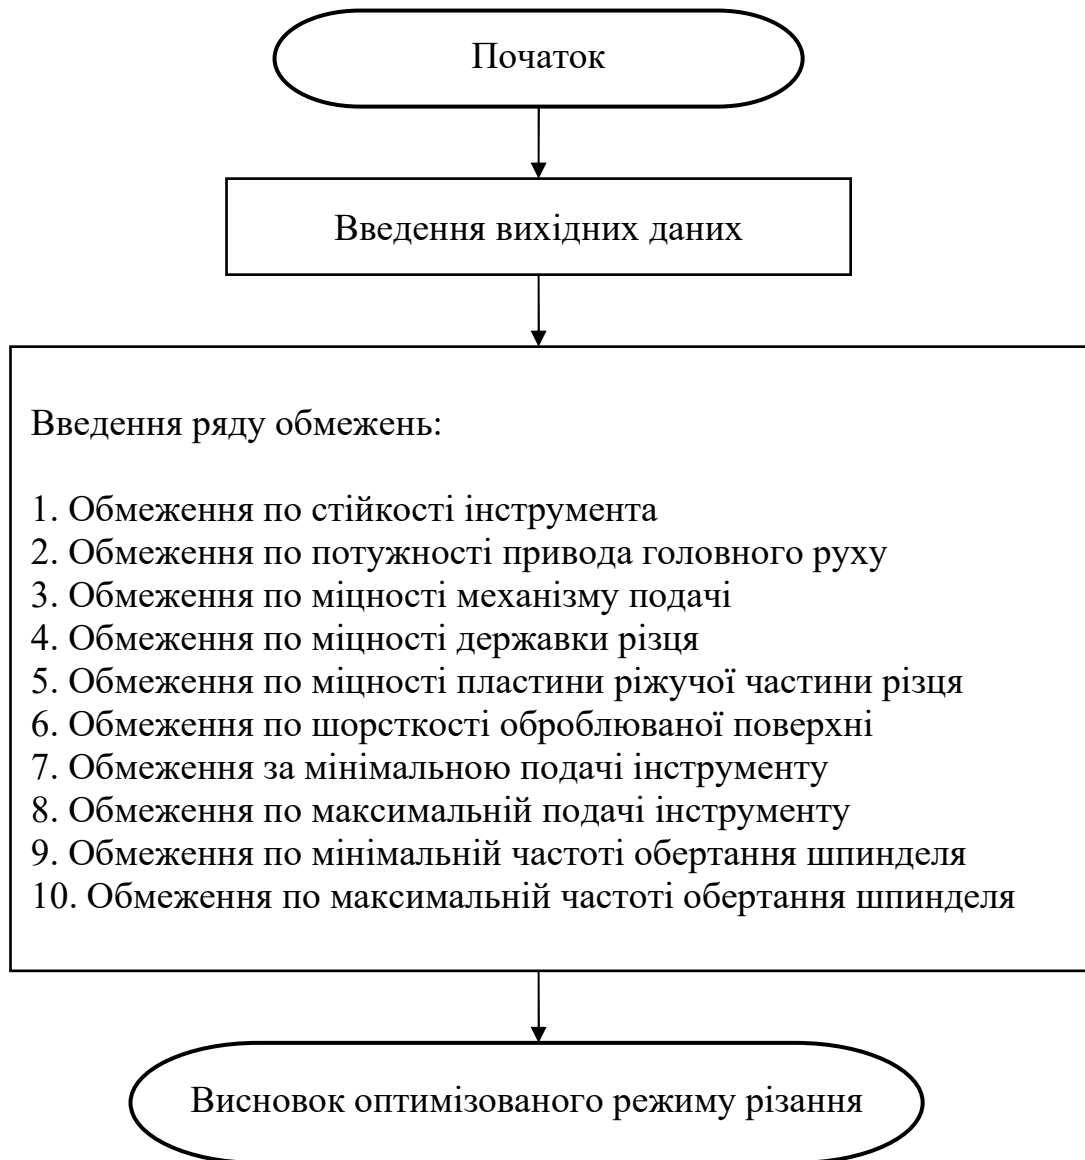 Початок
Введення вихідних даних
Введення ряду обмежень:
1. Обмеження по стійкості інструмента
2. Обмеження по потужності привода головного руху
3. Обмеження по міцності механізму подачі
4. Обмеження по міцності державки різця
5. Обмеження по міцності пластини ріжучої частини різця
6. Обмеження по шорсткості оброблюваної поверхні
7. Обмеження за мінімальною подачі інструменту
8. Обмеження по максимальній подачі інструменту
9. Обмеження по мінімальній частоті обертання шпинделя
10. Обмеження по максимальній частоті обертання шпинделя
Висновок оптимізованого режиму різання